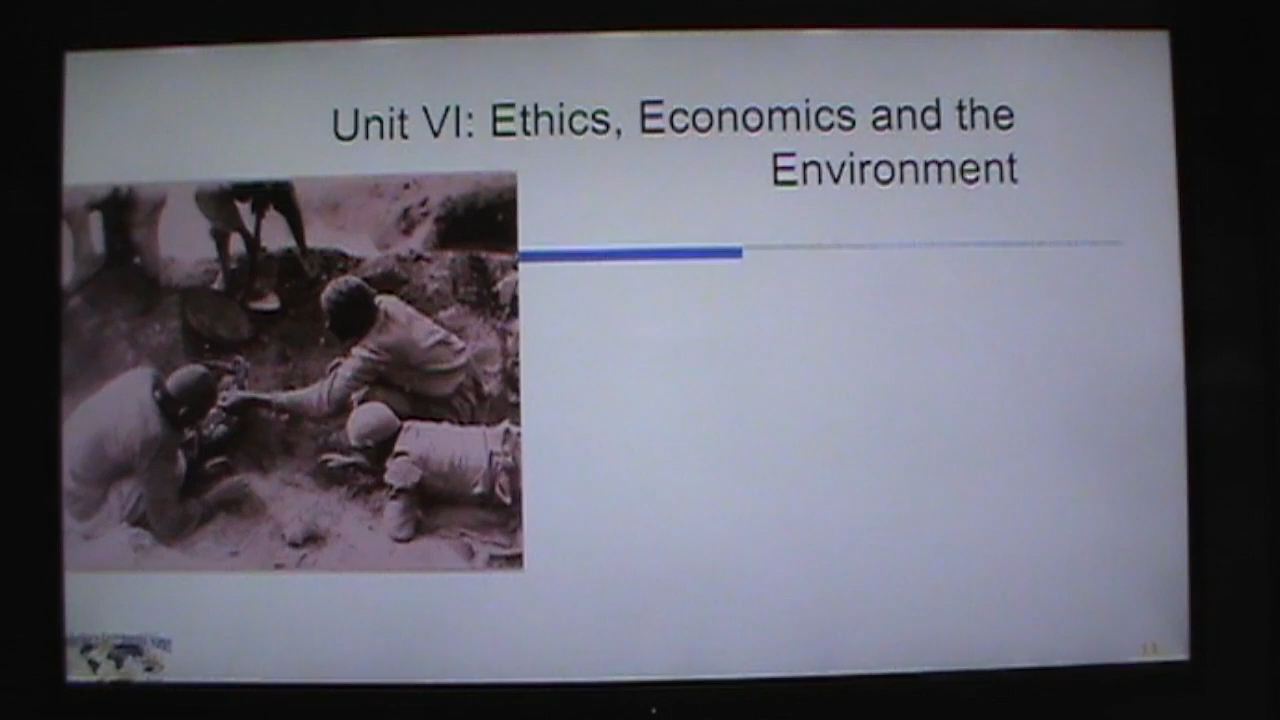 Unit VI: Ethics, Economics and the
Environment